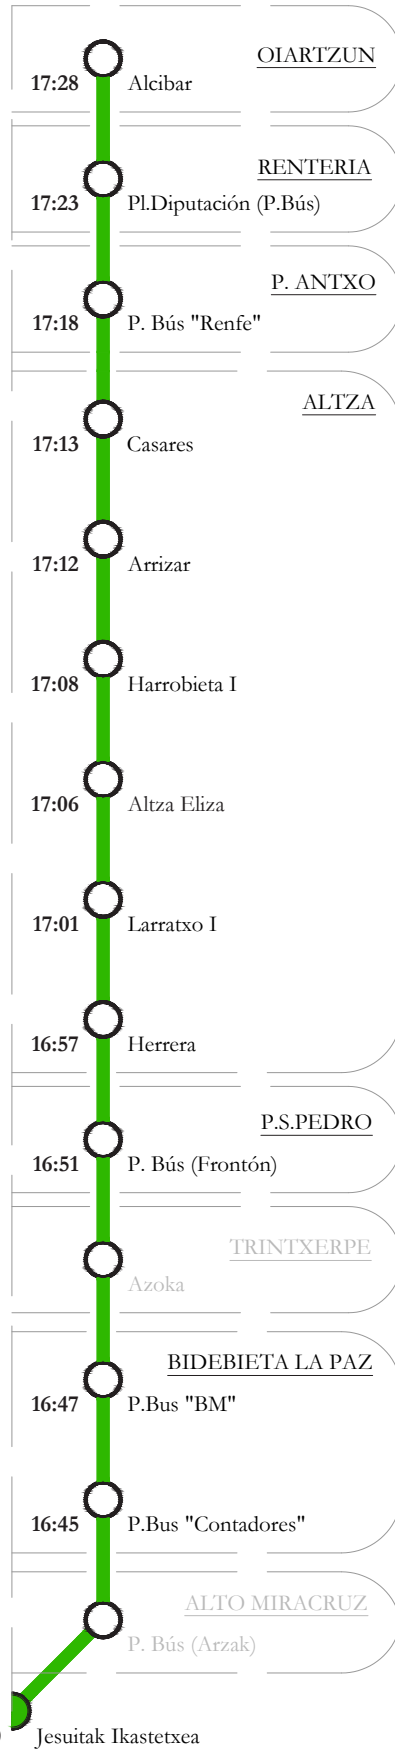 OIARTZUN
17:28 Alcibar
RENTERIA
17:23 Pl.Diputación (P.Bús)
P. ANTXO
17:18 P. Bús "Renfe"
ALTZA
17:13 Casares
17:12 Arrizar
17:08 Harrobieta I
17:06 Altza Eliza
17:01 Larratxo I
16:57 Herrera
P.S.PEDRO
16:51 P. Bús (Frontón)
TRINTXERPE
Azoka
BIDEBIETA LA PAZ
16:47 P.Bus "BM"
16:45 P.Bus "Contadores"
ALTO MIRACRUZ
P. Bús (Arzak)
Jesuitak Ikastetxea